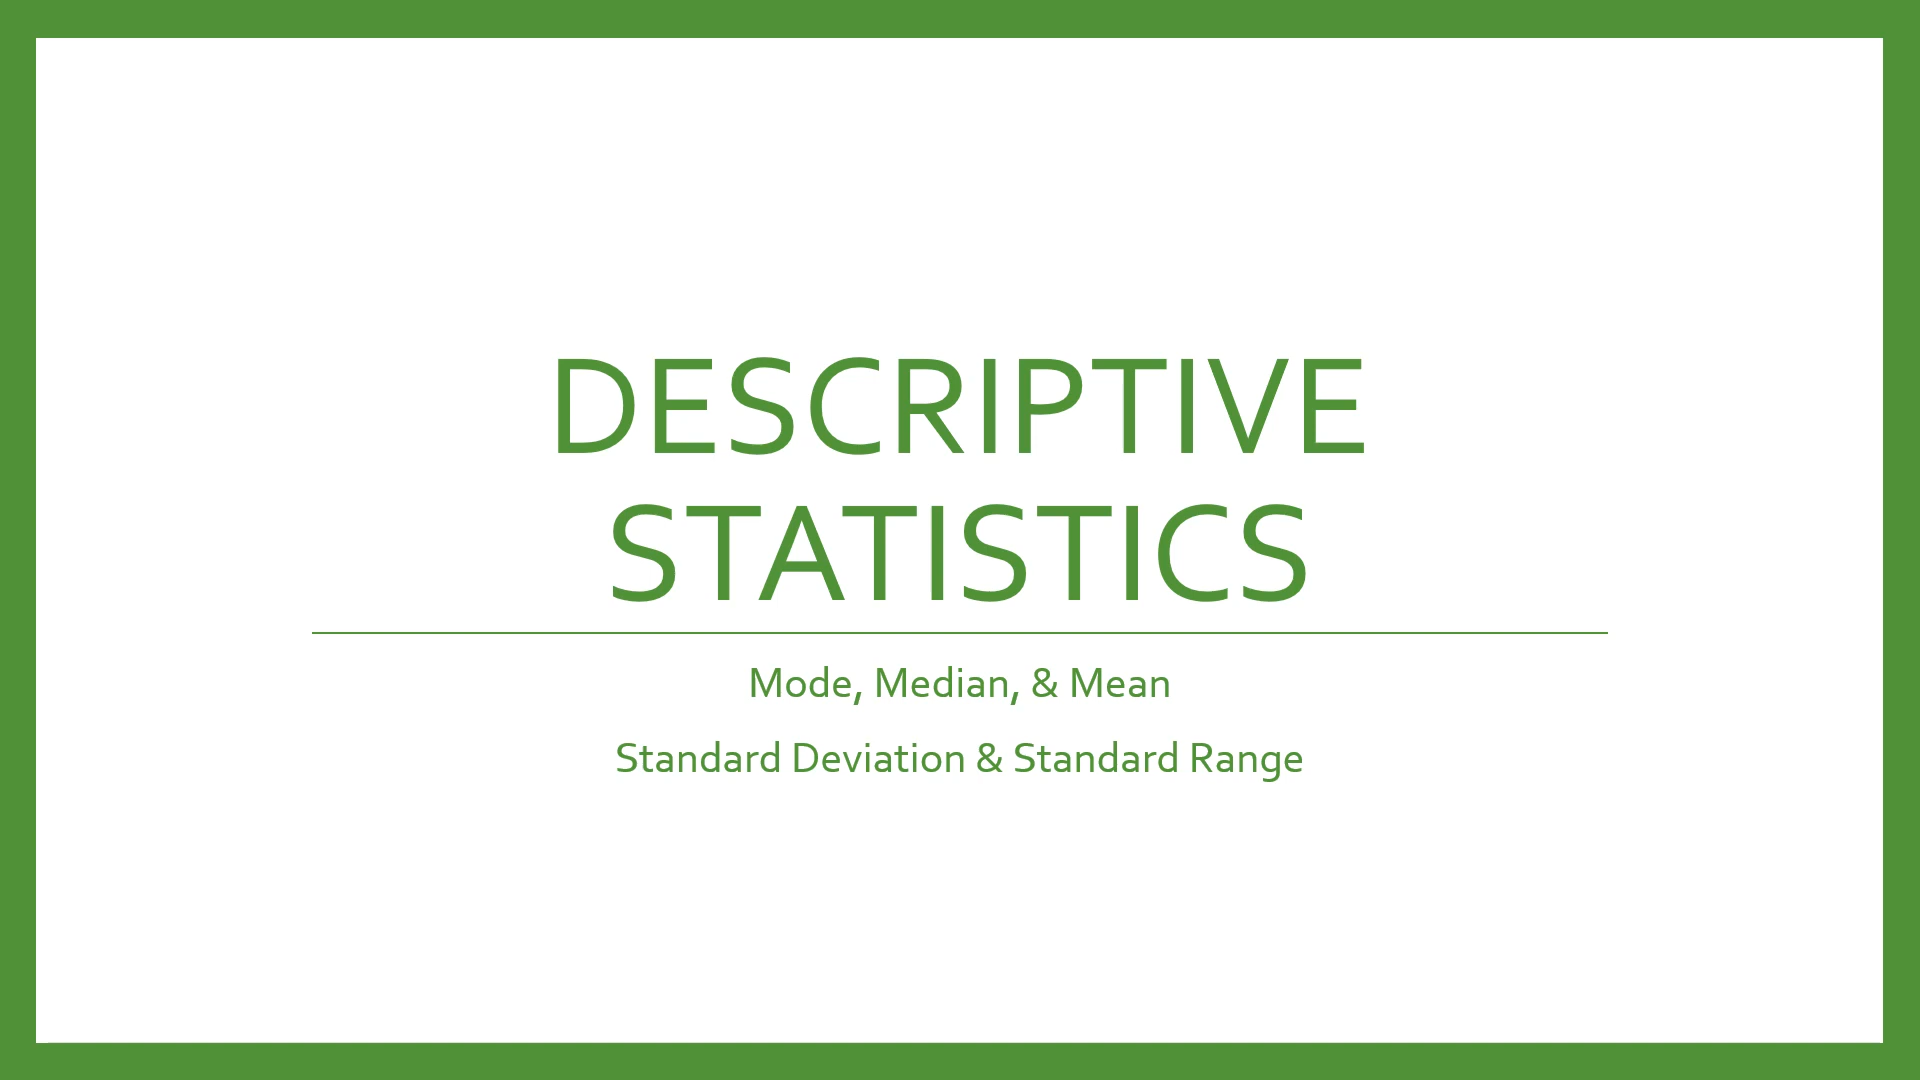 DESCRIPTIVE
STATISTICS
Mode, Median, & Mean
Standard Deviation & Standard Range